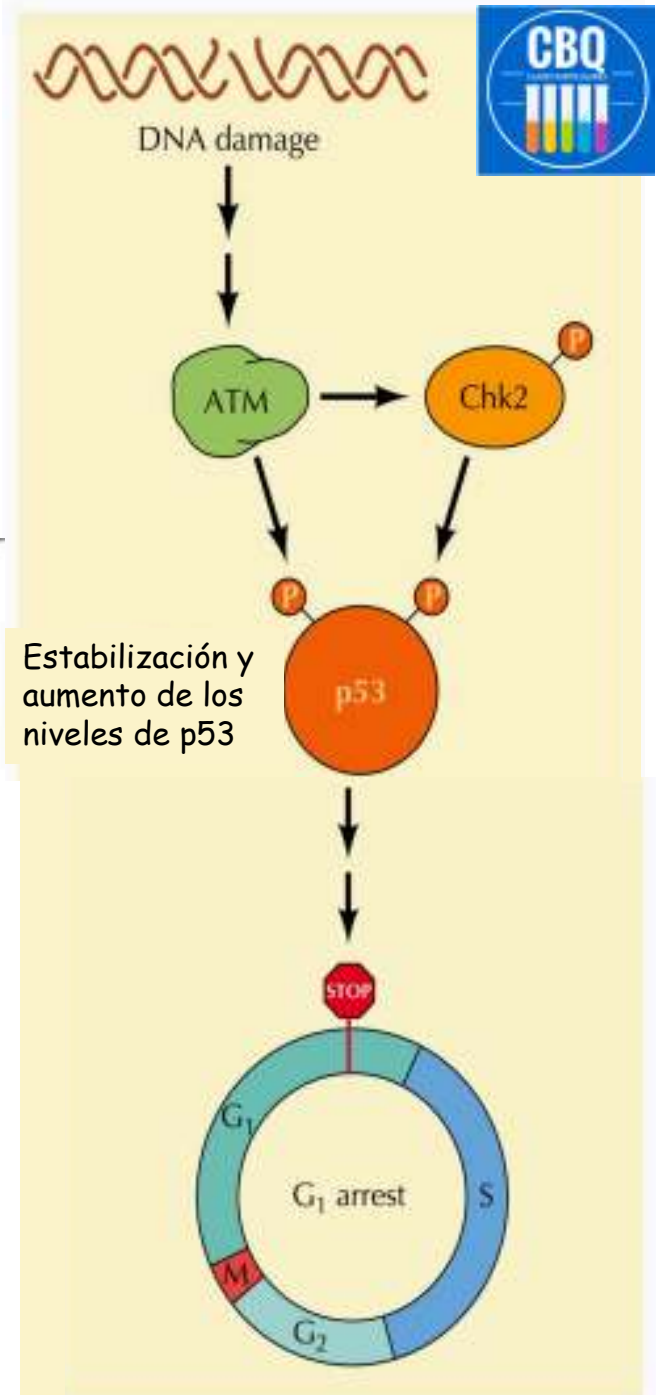 CBQ
DNA damage
ATM
Chk2
P
P
P
Estabilización y
aumento de los
niveles de p53
p53
STOP
G₁
G₁ arrest
S
M
G₂